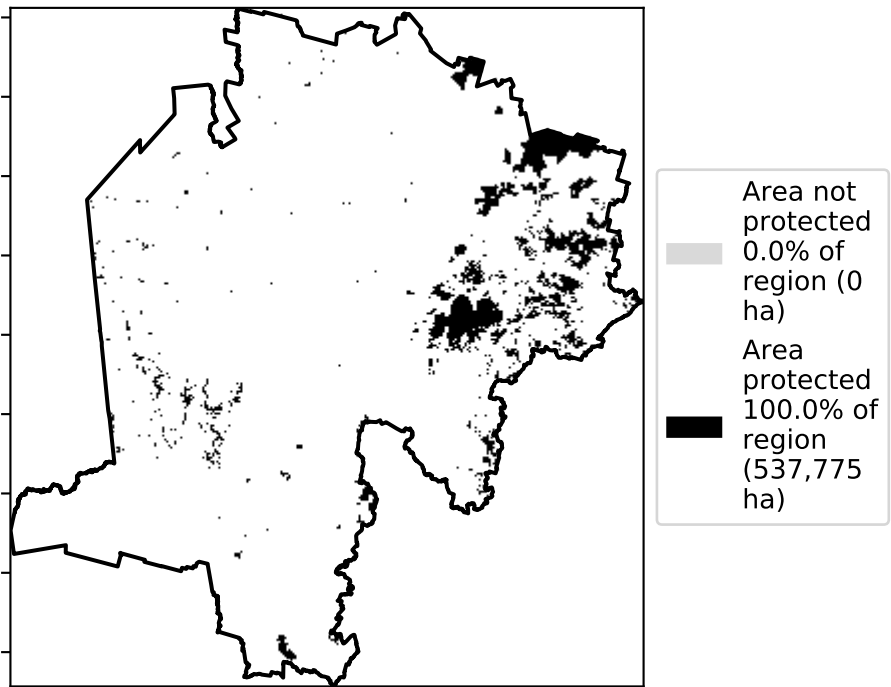 Area not
protected
0.0% of
region (0
ha)
Area
protected
100.0% of
region
(537,775
ha)